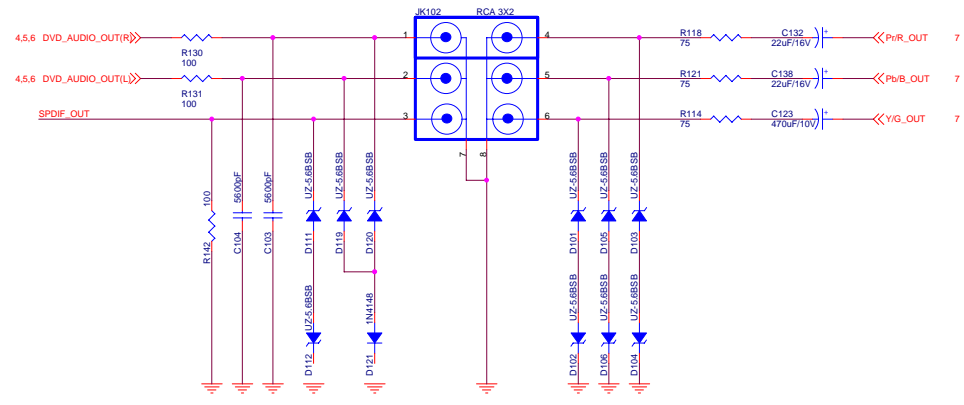 JK102 RCA 3X2
4,5,6 DVD_AUDIO_OUT(R)
R130
100
1
4
R118
75
C132
22uF/16V
+
Pr/R_OUT 7
4,5,6 DVD_AUDIO_OUT(L)
R131
100
2
5
R121
75
C138
22uF/16V
+
Pb/B_OUT 7
SPDIF_OUT
3
6
R114
75
C123
470uF/10V
+
Y/G_OUT 7
7
8
R142
100
C104
5600pF
C103
5600pF
D111
UZ-5.6BSB
D119
UZ-5.6BSB
D120
UZ-5.6BSB
D101
UZ-5.6BSB
D105
UZ-5.6BSB
D103
UZ-5.6BSB
D112
UZ-5.6BSB
D121
1N4148
D102
UZ-5.6BSB
D106
UZ-5.6BSB
D104
UZ-5.6BSB